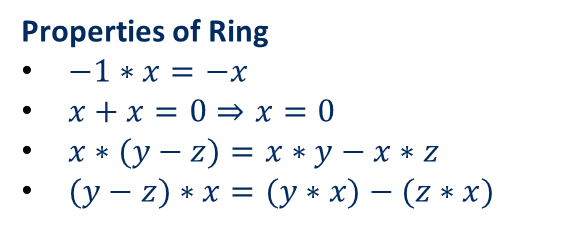 Properties of Ring
• −1 ∗ x = −x
• x + x = 0 ⇒ x = 0
• x ∗ (y − z) = x ∗ y − x ∗ z
• (y − z) ∗ x = (y ∗ x) − (z ∗ x)